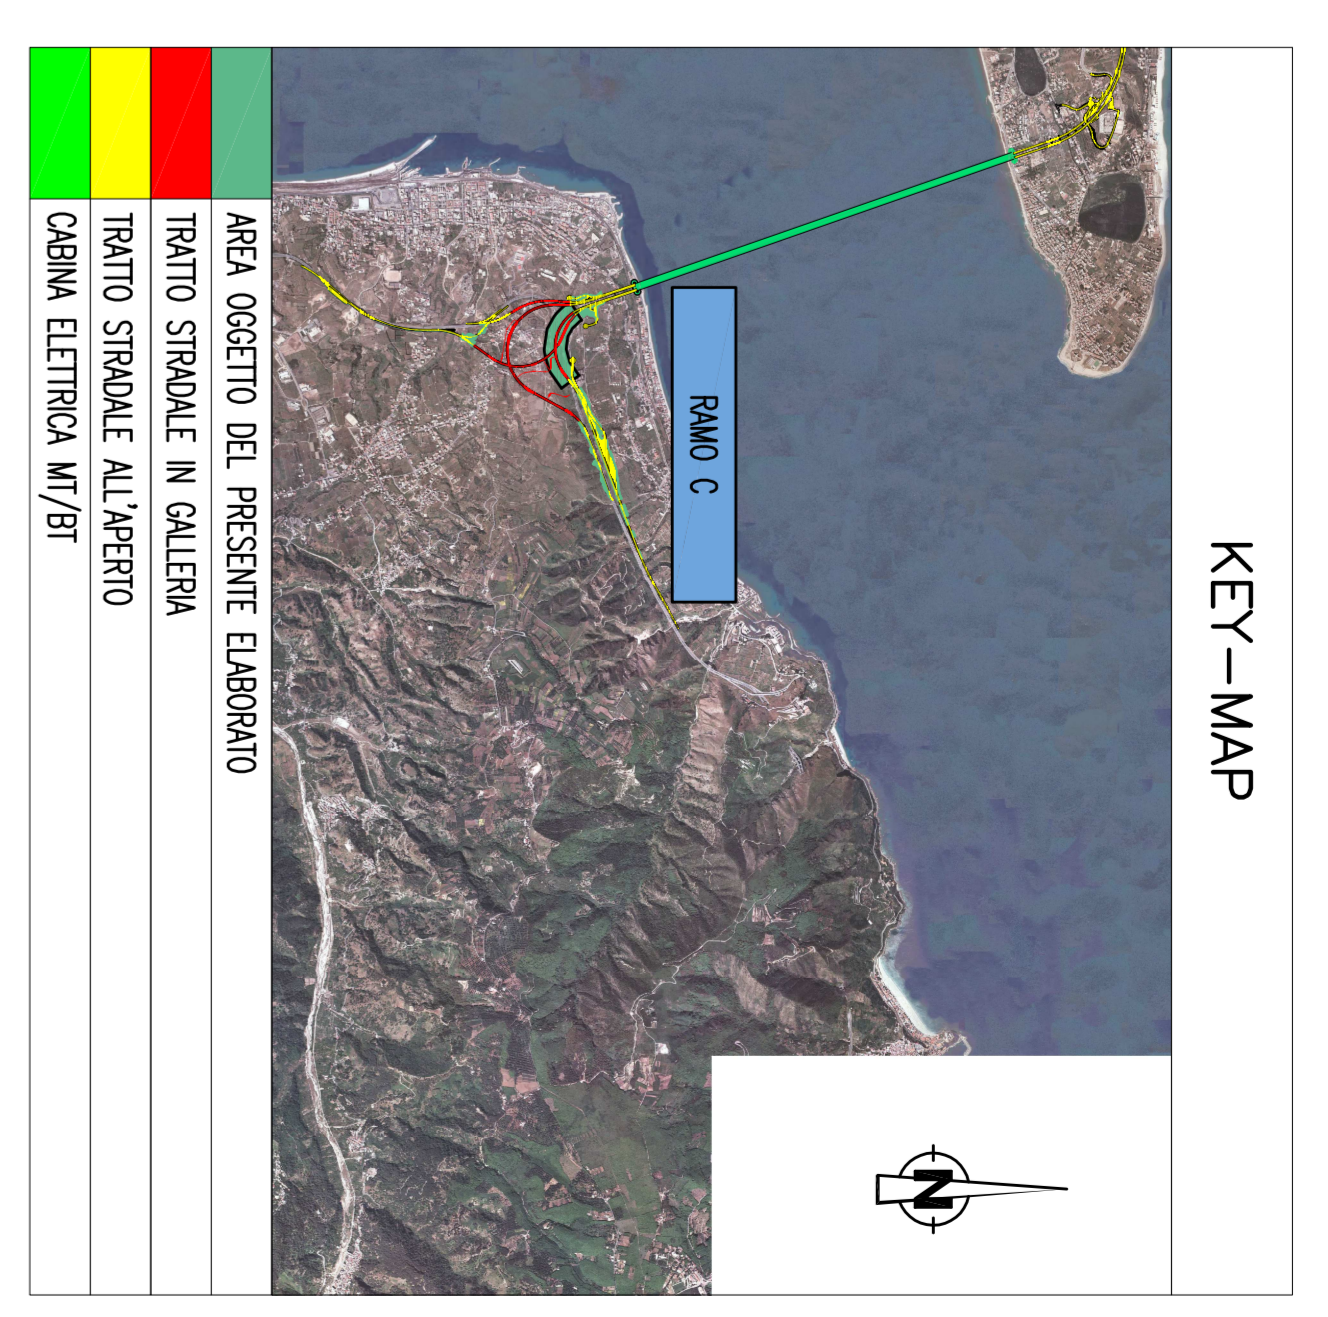 KEY-MAP
N
RAMO C
AREA OGGETTO DEL PRESENTE ELABORATO
TRATTO STRADALE IN GALLERIA
TRATTO STRADALE ALL'APERTO
CABINA ELETTRICA MT/BT